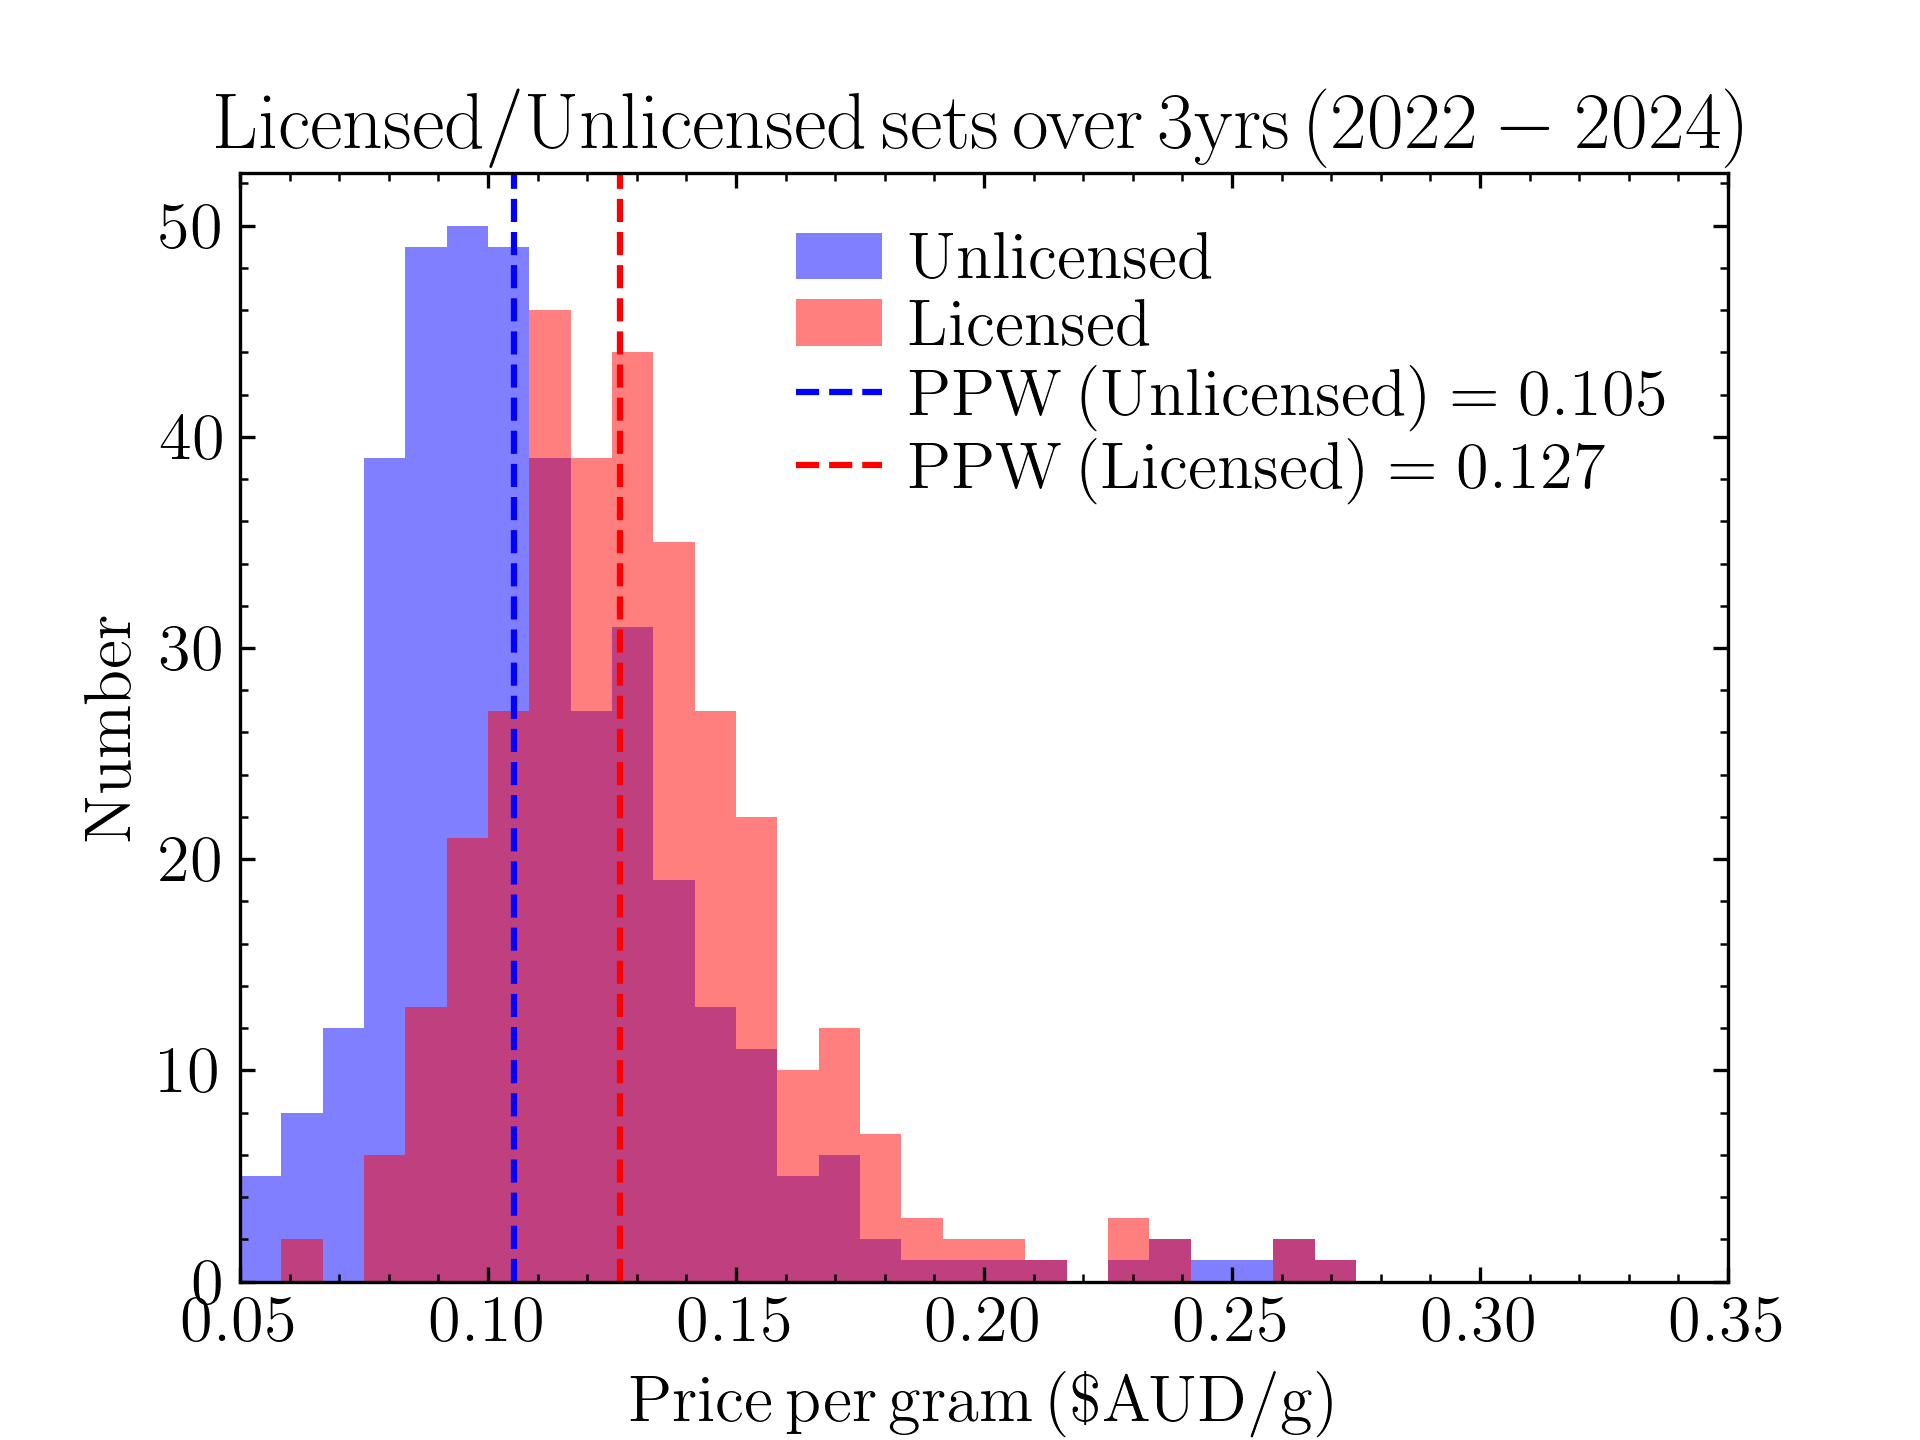 Licensed/Unlicensed sets over 3yrs (2022 − 2024)
Unlicensed
Licensed
PPW (Unlicensed) = 0.105
PPW (Licensed) = 0.127
50
40
30
20
10
0
Number
0.05 0.10 0.15 0.20 0.25 0.30 0.35
Price per gram ($AUD/g)